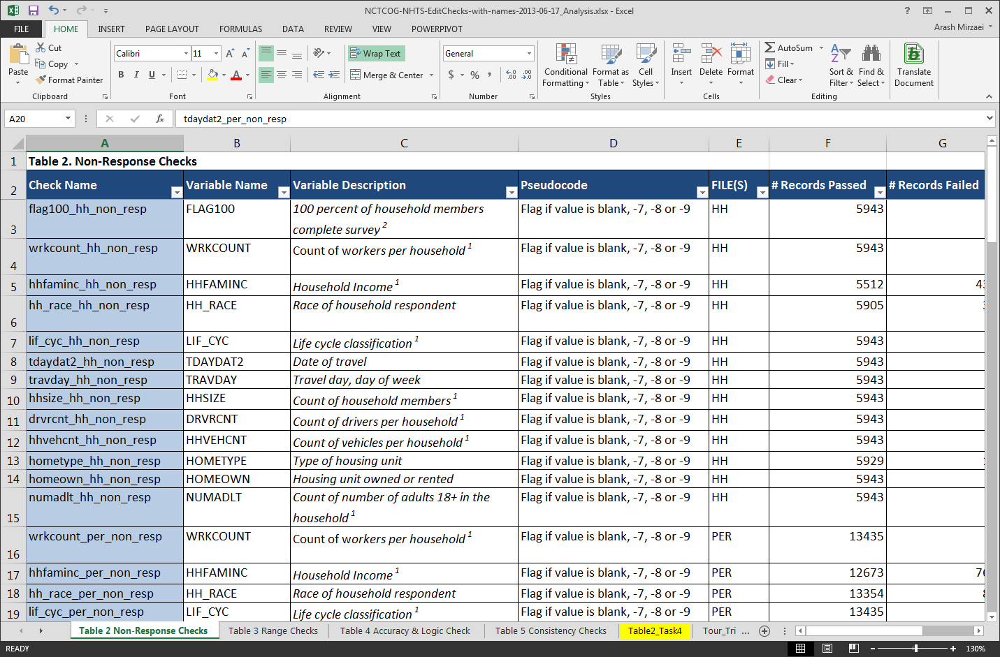 NCTCOG-NHTS-EditChecks-with-names-2013-06-17_Analysis.xlsx - Excel
FILE HOME INSERT PAGE LAYOUT FORMULAS DATA REVIEW VIEW POWERPIVOT Arash Mirzaei
Paste
Cut
Copy
Format Painter
Clipboard
Calibri 11
B I U
Font
Wrap Text
Merge & Center
Alignment
General
$ % ,
Number
Conditional Formatting
Format as Table
Cell Styles
Styles
Insert
Delete
Format
Cells
AutoSum
Fill
Clear
Sort & Filter
Find & Select
Editing
Translate Document
A20 fx tdaydat2_per_non_resp
A B C D E F G
1 Table 2. Non-Response Checks
2 Check Name Variable Name Variable Description Pseudocode FILE(S) # Records Passed # Records Failed
3 flag100_hh_non_resp FLAG100 100 percent of household members complete survey 2 Flag if value is blank, -7, -8 or -9 HH 5943
4 wrkcount_hh_non_resp WRKCOUNT Count of workers per household 1 Flag if value is blank, -7, -8 or -9 HH 5943
5 hhfaminc_hh_non_resp HHFAMINC Household Income 1 Flag if value is blank, -7, -8 or -9 HH 5512
6 hh_race_hh_non_resp HH_RACE Race of household respondent Flag if value is blank, -7, -8 or -9 HH 5905
7 lif_cyc_hh_non_resp LIF_CYC Life cycle classification 1 Flag if value is blank, -7, -8 or -9 HH 5943
8 tdaydat2_hh_non_resp TDAYDAT2 Date of travel Flag if value is blank, -7, -8 or -9 HH 5943
9 travday_hh_non_resp TRAVDAY Travel day, day of week Flag if value is blank, -7, -8 or -9 HH 5943
10 hhsize_hh_non_resp HHSIZE Count of household members 1 Flag if value is blank, -7, -8 or -9 HH 5943
11 drvrcnt_hh_non_resp DRVRCNT Count of drivers per household 1 Flag if value is blank, -7, -8 or -9 HH 5943
12 hhvehcnt_hh_non_resp HHVEHCNT Count of vehicles per household 1 Flag if value is blank, -7, -8 or -9 HH 5943
13 hometype_hh_non_resp HOMETYPE Type of housing unit Flag if value is blank, -7, -8 or -9 HH 5929
14 homeown_hh_non_resp HOMEOWN Housing unit owned or rented Flag if value is blank, -7, -8 or -9 HH 5943
15 numadlt_hh_non_resp NUMADLT Count of number of adults 18+ in the household 1 Flag if value is blank, -7, -8 or -9 HH 5943
16 wrkcount_per_non_resp WRKCOUNT Count of workers per household 1 Flag if value is blank, -7, -8 or -9 PER 13435
17 hhfaminc_per_non_resp HHFAMINC Household Income 1 Flag if value is blank, -7, -8 or -9 PER 12673
18 hh_race_per_non_resp HH_RACE Race of household respondent Flag if value is blank, -7, -8 or -9 PER 13354
19 lif_cyc_per_non_resp LIF_CYC Life cycle classification 1 Flag if value is blank, -7, -8 or -9 PER 13435
Table 2 Non-Response Checks Table 3 Range Checks Table 4 Accuracy & Logic Check Table 5 Consistency Checks Table2_Task4 Tour_Tri ...
READY 130%